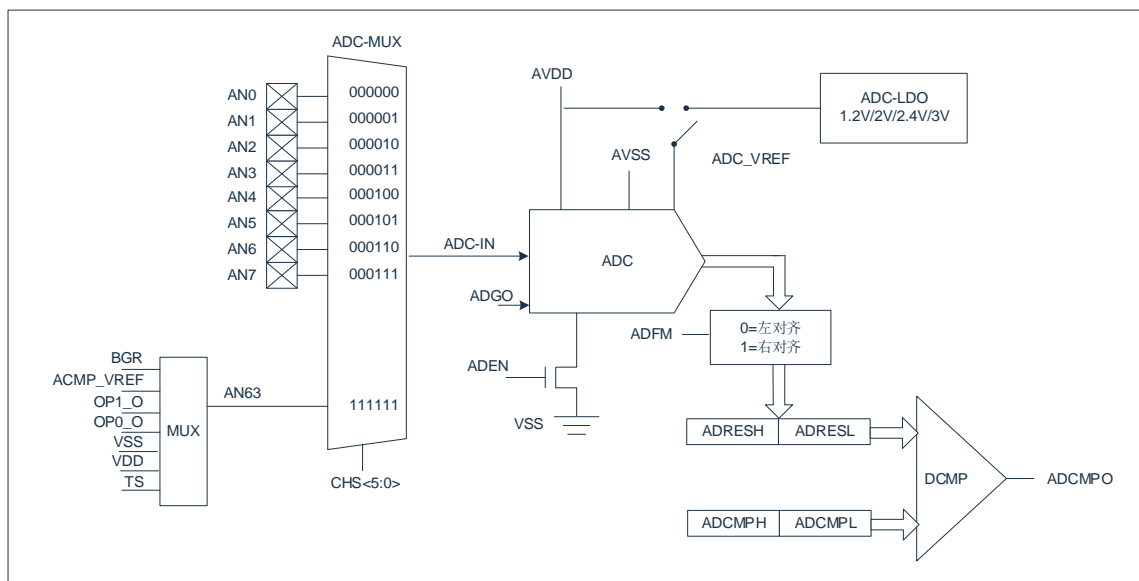 ADC-MUX
AN0
000000
AN1
000001
AN2
000010
AN3
000011
AN4
000100
AN5
000101
AN6
000110
AN7
000111
BGR
ACMP_VREF
OP1_O
OP0_O
VSS
VDD
TS
MUX
AN63
111111
CHS<5:0>
ADC-IN
ADGO
ADEN
VSS
AVDD
AVSS
ADC_VREF
ADC-LDO
1.2V/2V/2.4V/3V
ADC
ADFM
0=左对齐
1=右对齐
ADRESH
ADRESL
ADCMPH
ADCMPL
DCMP
ADCMPO